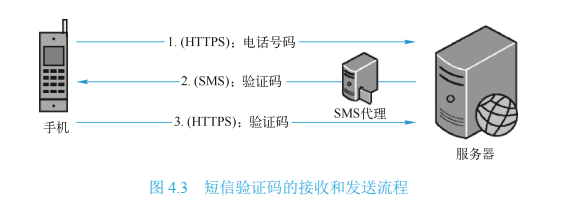 1. (HTTPS)：电话号码
2. (SMS)：验证码
SMS代理
手机
3. (HTTPS)：验证码
服务器
图 4.3 短信验证码的接收和发送流程